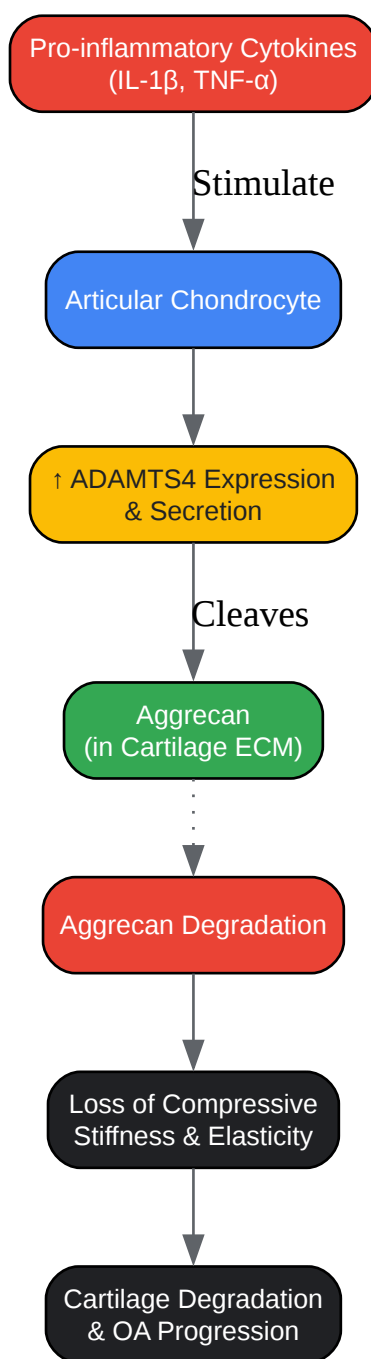 Pro-inflammatory Cytokines
(IL-1β, TNF-α)
Stimulate
Articular Chondrocyte
↑ ADAMTS4 Expression
& Secretion
Cleaves
Aggrecan
(in Cartilage ECM)
Aggrecan Degradation
Loss of Compressive
Stiffness & Elasticity
Cartilage Degradation
& OA Progression